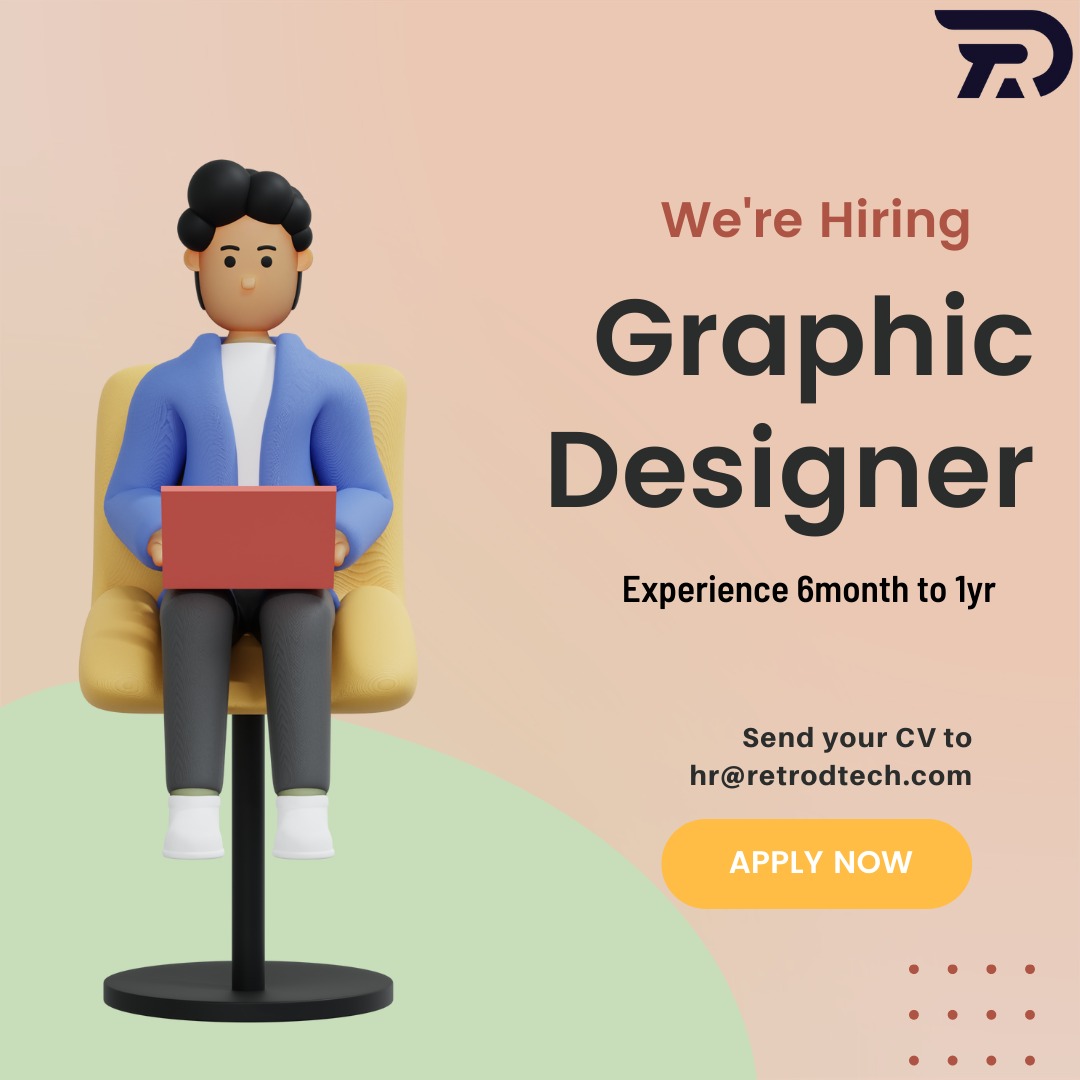 We're Hiring
Graphic
Designer
Experience 6month to 1yr
Send your CV to
hr@retrodtech.com
APPLY NOW